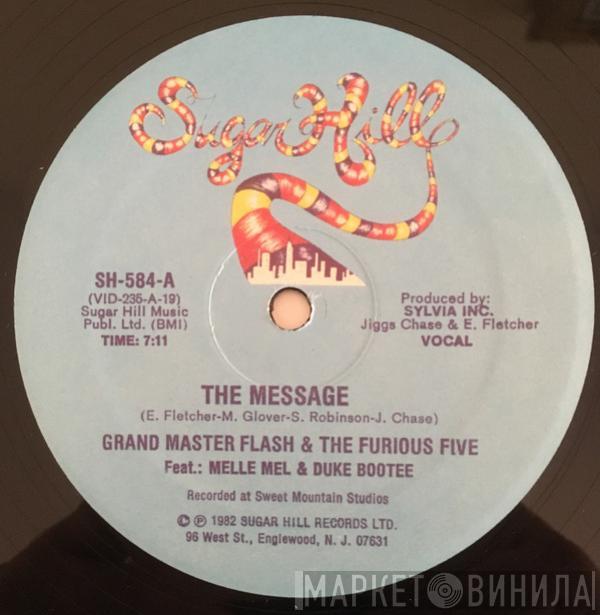 Sugar Hill
SH-584-A
(VID-235-A-19)
Sugar Hill Music
Publ. Ltd. (BMI)
TIME: 7:11
Produced by:
SYLVIA INC.
Jiggs Chase & E. Fletcher
VOCAL
THE MESSAGE
(E. Fletcher-M. Glover-S. Robinson-J. Chase)
GRAND MASTER FLASH & THE FURIOUS FIVE
Feat.: MELLE MEL & DUKE BOOTEE
Recorded at Sweet Mountain Studios
© ℗ 1982 SUGAR HILL RECORDS LTD.
96 West St., Englewood, N. J. 07631
МАРКЕТ ВИНИЛА